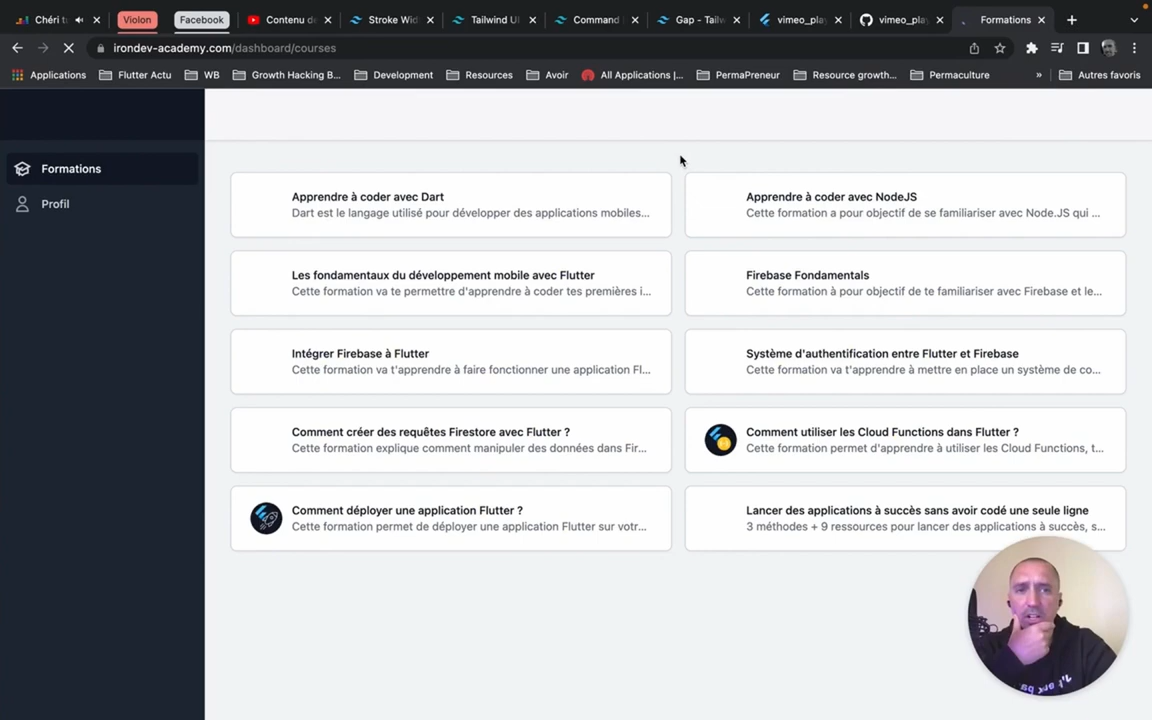 Chéri t
Violon
Facebook
Contenu de
Stroke Wid
Tailwind UI
Command
Gap - Tailw
vimeo_play
vimeo_play
Formations
irondev-academy.com/dashboard/courses
Applications
Flutter Actu
WB
Growth Hacking B...
Development
Resources
Avoir
All Applications |...
PermaPreneur
Resource growth...
Permaculture
»
Autres favoris
Formations
Profil
Apprendre à coder avec Dart
Dart est le langage utilisé pour développer des applications mobiles...
Apprendre à coder avec NodeJS
Cette formation a pour objectif de se familiariser avec Node.JS qui ...
Les fondamentaux du développement mobile avec Flutter
Cette formation va te permettre d'apprendre à coder tes premières i...
Firebase Fondamentals
Cette formation à pour objectif de te familiariser avec Firebase et le...
Intégrer Firebase à Flutter
Cette formation va t'apprendre à faire fonctionner une application Fl...
Système d'authentification entre Flutter et Firebase
Cette formation va t'apprendre à mettre en place un système de co...
Comment créer des requêtes Firestore avec Flutter ?
Cette formation explique comment manipuler des données dans Fir...
Comment utiliser les Cloud Functions dans Flutter ?
Cette formation permet d'apprendre à utiliser les Cloud Functions, t...
Comment déployer une application Flutter ?
Cette formation permet de déployer une application Flutter sur votr...
Lancer des applications à succès sans avoir codé une seule ligne
3 méthodes + 9 ressources pour lancer des applications à succès, s...